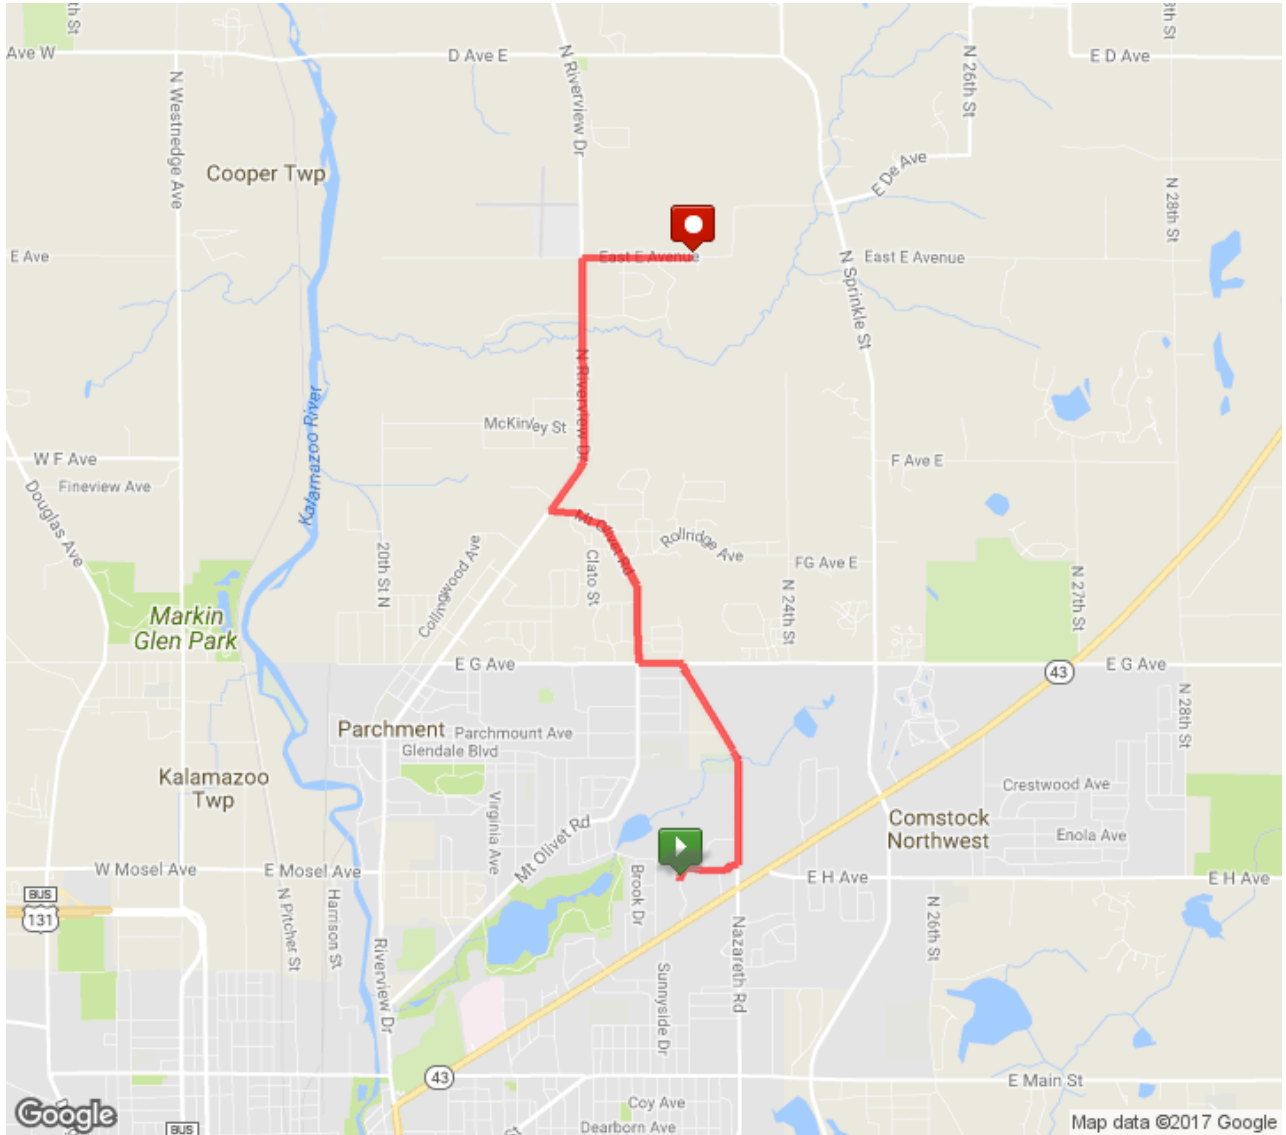 th St
8th St
Ave W
D Ave E
E D Ave
N Riverview Dr
N 26th St
N Westnedge Ave
Cooper Twp
E De Ave
N 28th St
E Ave
East E Avenue
East E Avenue
N Sprinkle St
N Riverview Dr
Kalamazoo River
McKinley St
W F Ave
F Ave E
Fineview Ave
Douglas Ave
Mt Olivet Rd
Rollridge Ave
Collingwood Ave
20th St N
Clato St
FG Ave E
N 24th St
N 27th St
Markin
Glen Park
E G Ave
E G Ave
43
N 28th St
Parchment
Parchmount Ave
Glendale Blvd
Kalamazoo
Twp
Virginia Ave
Crestwood Ave
Comstock
Northwest
Enola Ave
Mt Olivet Rd
W Mosel Ave
E Mosel Ave
Brook Dr
E H Ave
E H Ave
BUS
131
N Pitcher St
Harrison St
Riverview Dr
Nazareth Rd
N 26th St
Sunnyside Dr
43
E Main St
Coy Ave
Dearborn Ave
BUS
Google
Map data ©2017 Google